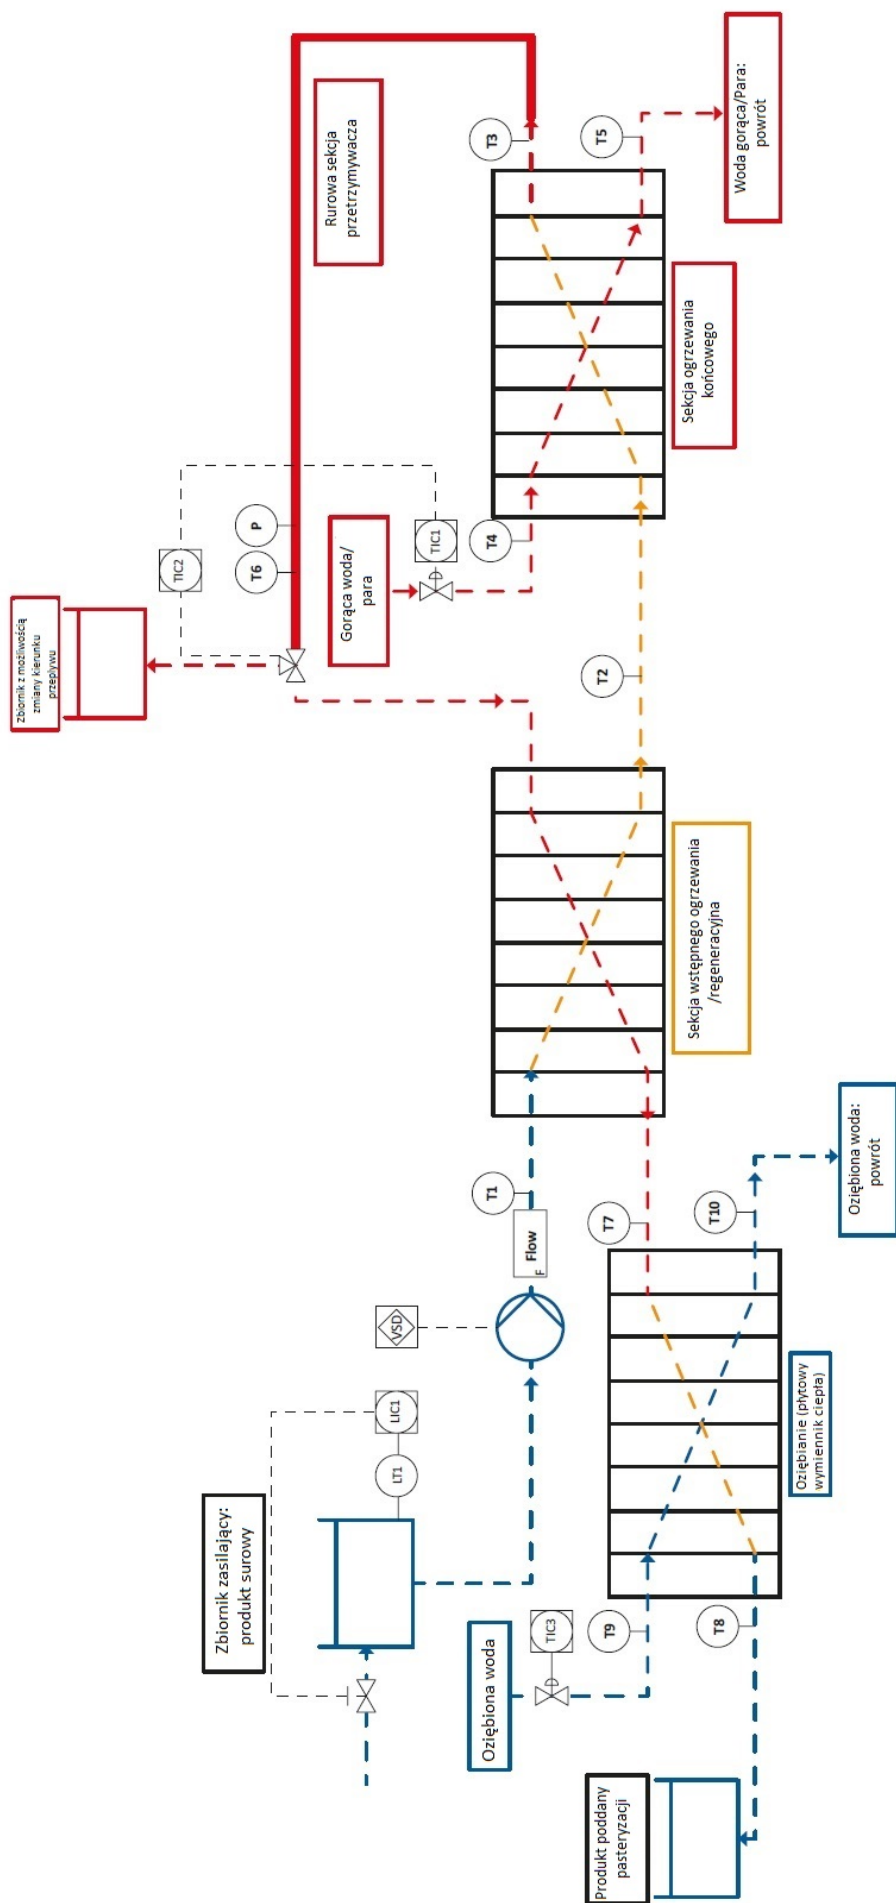 Zbiornik zasilający:
produkt surowy
LT1
LIC1
VSD
Flow
F
T1
Oziębiona woda
TIC3
T9
T8
Produkt poddany
pasteryzacji
Oziębianie (płytowy
wymiennik ciepła)
T7
T10
Oziębiona woda:
powrót
Sekcja wstępnego ogrzewania
/regeneracyjna
T2
Zbiornik z możliwością
zmiany kierunku
przepływu
TIC2
T6
P
Gorąca woda/
para
TIC1
T4
Rurowa sekcja
przetrzymywacza
T3
T5
Sekcja ogrzewania
końcowego
Woda gorąca/Para:
powrót